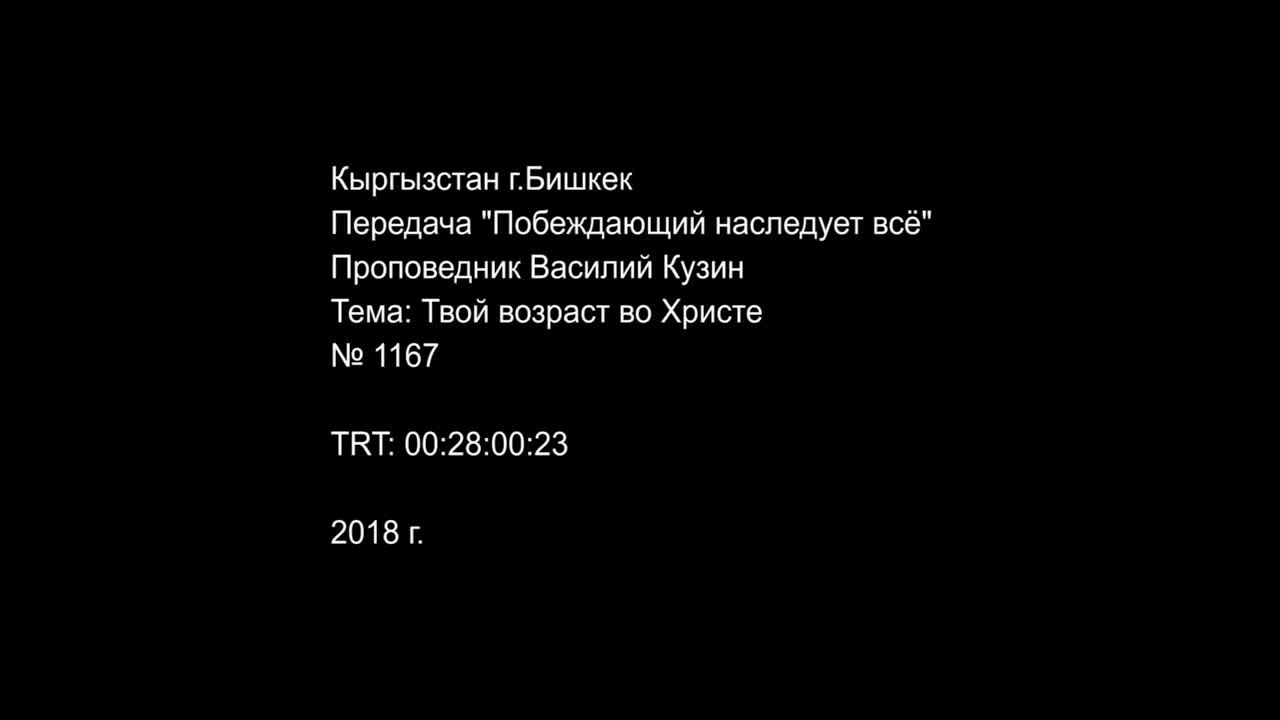 Кыргызстан г.Бишкек
Передача "Побеждающий наследует всё"
Проповедник Василий Кузин
Тема: Твой возраст во Христе
№ 1167
TRT: 00:28:00:23
2018 г.